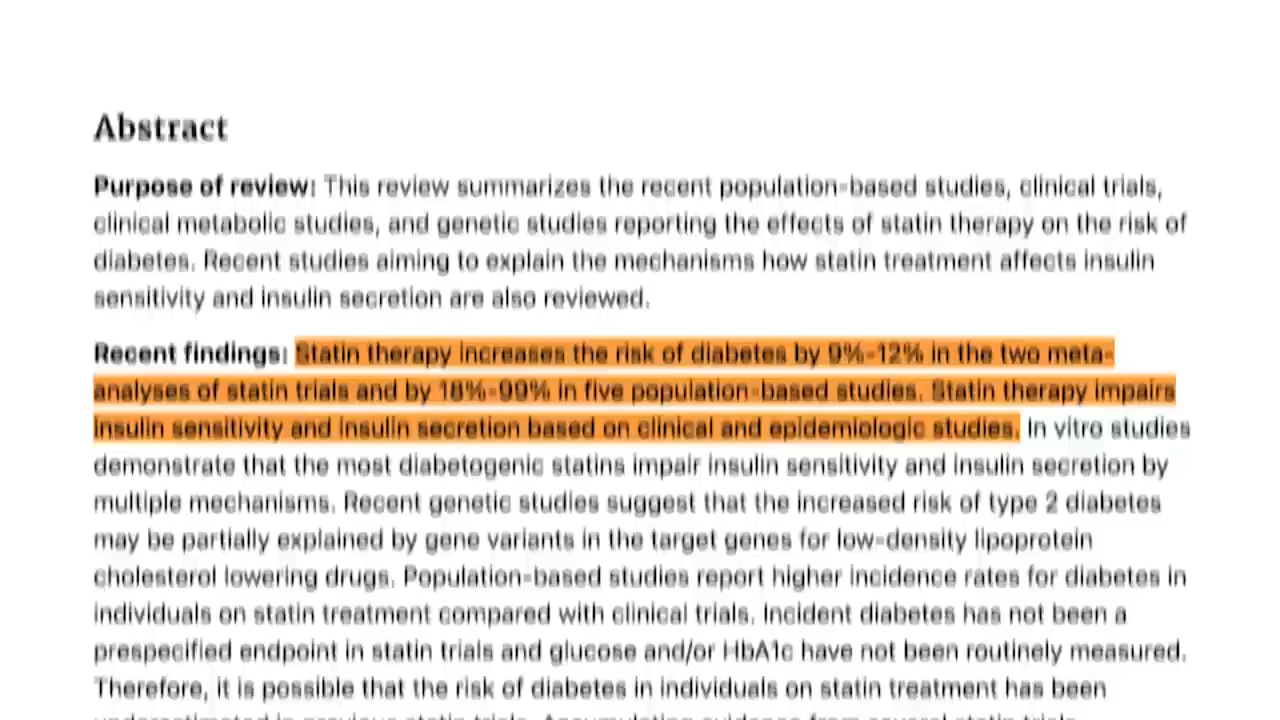 Abstract
Purpose of review: This review summarizes the recent population-based studies, clinical trials,
clinical metabolic studies, and genetic studies reporting the effects of statin therapy on the risk of
diabetes. Recent studies aiming to explain the mechanisms how statin treatment affects insulin
sensitivity and insulin secretion are also reviewed.
Recent findings: Statin therapy increases the risk of diabetes by 9%-12% in the two meta-
analyses of statin trials and by 18%-99% in five population-based studies. Statin therapy impairs
insulin sensitivity and insulin secretion based on clinical and epidemiologic studies. In vitro studies
demonstrate that the most diabetogenic statins impair insulin sensitivity and insulin secretion by
multiple mechanisms. Recent genetic studies suggest that the increased risk of type 2 diabetes
may be partially explained by gene variants in the target genes for low-density lipoprotein
cholesterol lowering drugs. Population-based studies report higher incidence rates for diabetes in
individuals on statin treatment compared with clinical trials. Incident diabetes has not been a
prespecified endpoint in statin trials and glucose and/or HbA1c have not been routinely measured.
Therefore, it is possible that the risk of diabetes in individuals on statin treatment has been